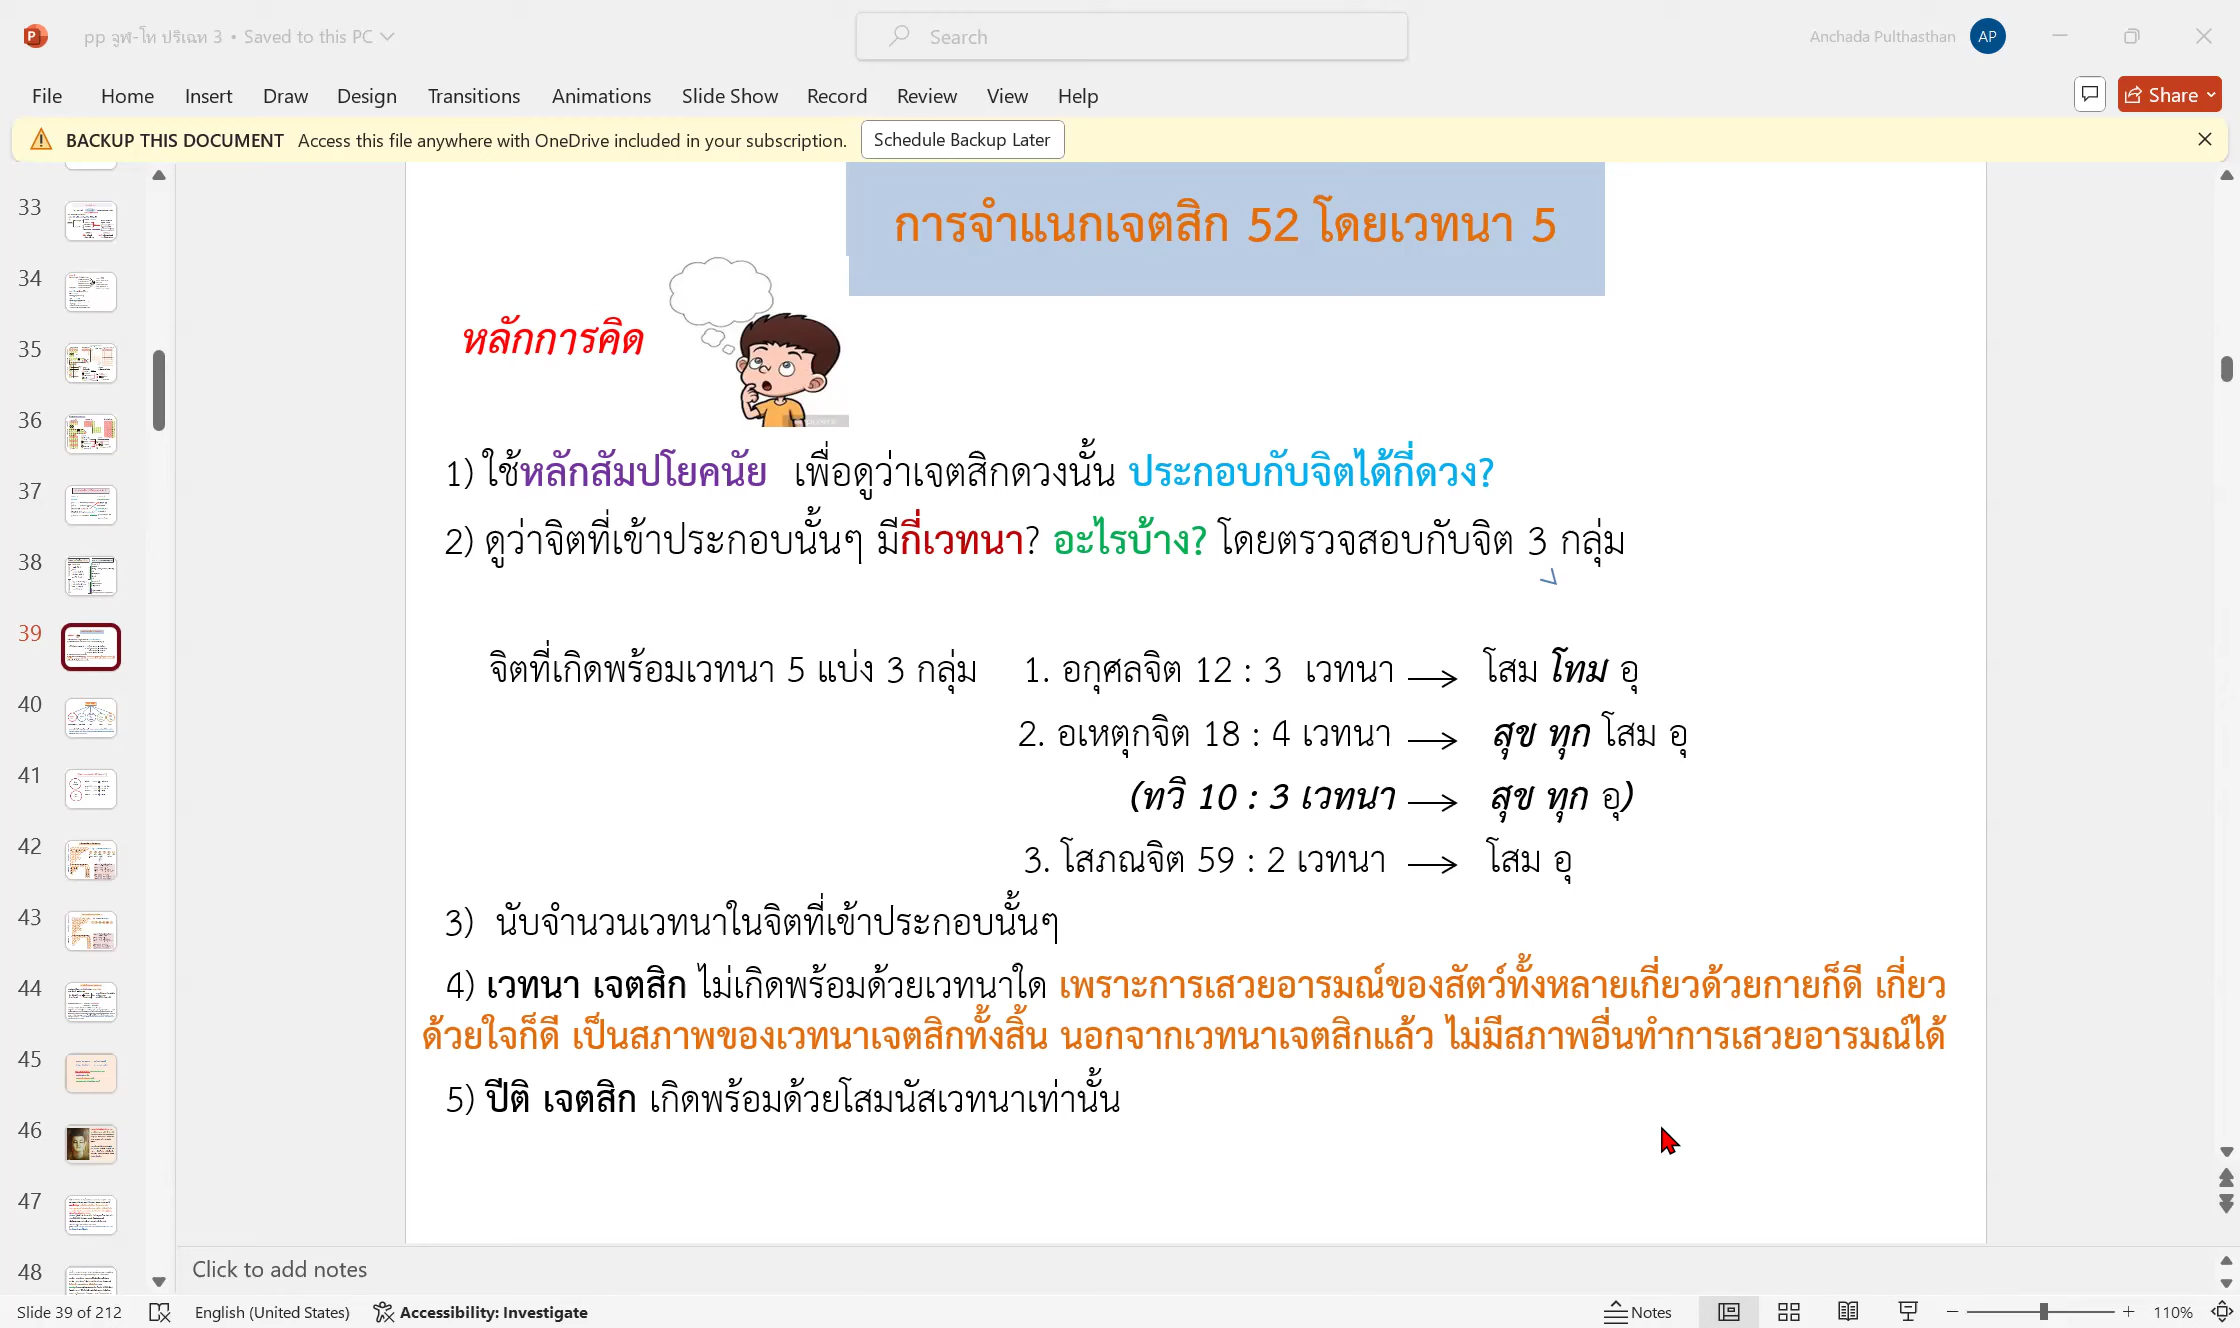 pp จูฬ-โท ปริเฉท 3 • Saved to this PC
Search
Anchada Pulthasthan
AP
File Home Insert Draw Design Transitions Animations Slide Show Record Review View Help
Share
BACKUP THIS DOCUMENT Access this file anywhere with OneDrive included in your subscription. Schedule Backup Later
33
34
35
36
37
38
39
40
41
42
43
44
45
46
47
48
การจำแนกเจตสิก 52 โดยเวทนา 5
หลักการคิด
1) ใช้หลักสัมปโยคนัย เพื่อดูว่าเจตสิกดวงนั้น ประกอบกับจิตได้กี่ดวง?
2) ดูว่าจิตที่เข้าประกอบนั้นๆ มีกี่เวทนา? อะไรบ้าง? โดยตรวจสอบกับจิต 3 กลุ่ม
จิตที่เกิดพร้อมเวทนา 5 แบ่ง 3 กลุ่ม 1. อกุศลจิต 12 : 3 เวทนา → โสม โทม อุ
2. อเหตุกจิต 18 : 4 เวทนา → สุข ทุก โสม อุ
(ทวิ 10 : 3 เวทนา → สุข ทุก อุ)
3. โสภณจิต 59 : 2 เวทนา → โสม อุ
3) นับจำนวนเวทนาในจิตที่เข้าประกอบนั้นๆ
4) เวทนา เจตสิก ไม่เกิดพร้อมด้วยเวทนาใด เพราะการเสวยอารมณ์ของสัตว์ทั้งหลายเกี่ยวด้วยกายก็ดี เกี่ยว
ด้วยใจก็ดี เป็นสภาพของเวทนาเจตสิกทั้งสิ้น นอกจากเวทนาเจตสิกแล้ว ไม่มีสภาพอื่นทำการเสวยอารมณ์ได้
5) ปีติ เจตสิก เกิดพร้อมด้วยโสมนัสเวทนาเท่านั้น
Click to add notes
Slide 39 of 212 English (United States) Accessibility: Investigate Notes 110%